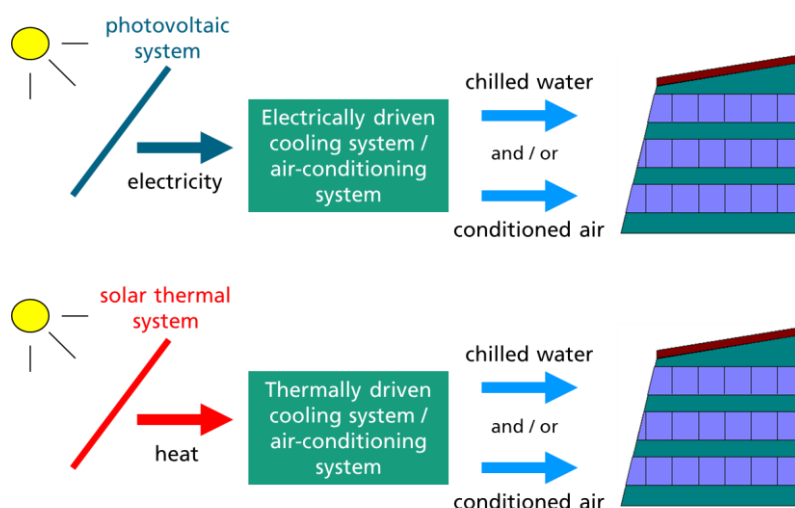 photovoltaic
system
electricity
Electrically driven
cooling system /
air-conditioning
system
chilled water
and / or
conditioned air
solar thermal
system
heat
Thermally driven
cooling system /
air-conditioning
system
chilled water
and / or
conditioned air